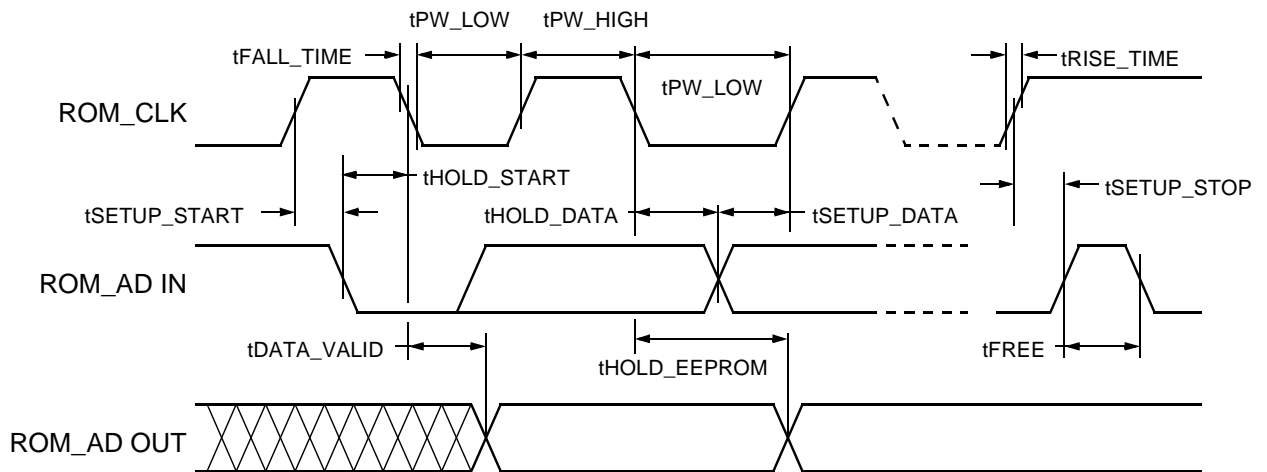 tPW_LOW tPW_HIGH
tFALL_TIME tRISE_TIME
tPW_LOW
ROM_CLK
tHOLD_START
tSETUP_STOP
tSETUP_START tHOLD_DATA tSETUP_DATA
ROM_AD IN
tDATA_VALID tFREE
tHOLD_EEPROM
ROM_AD OUT